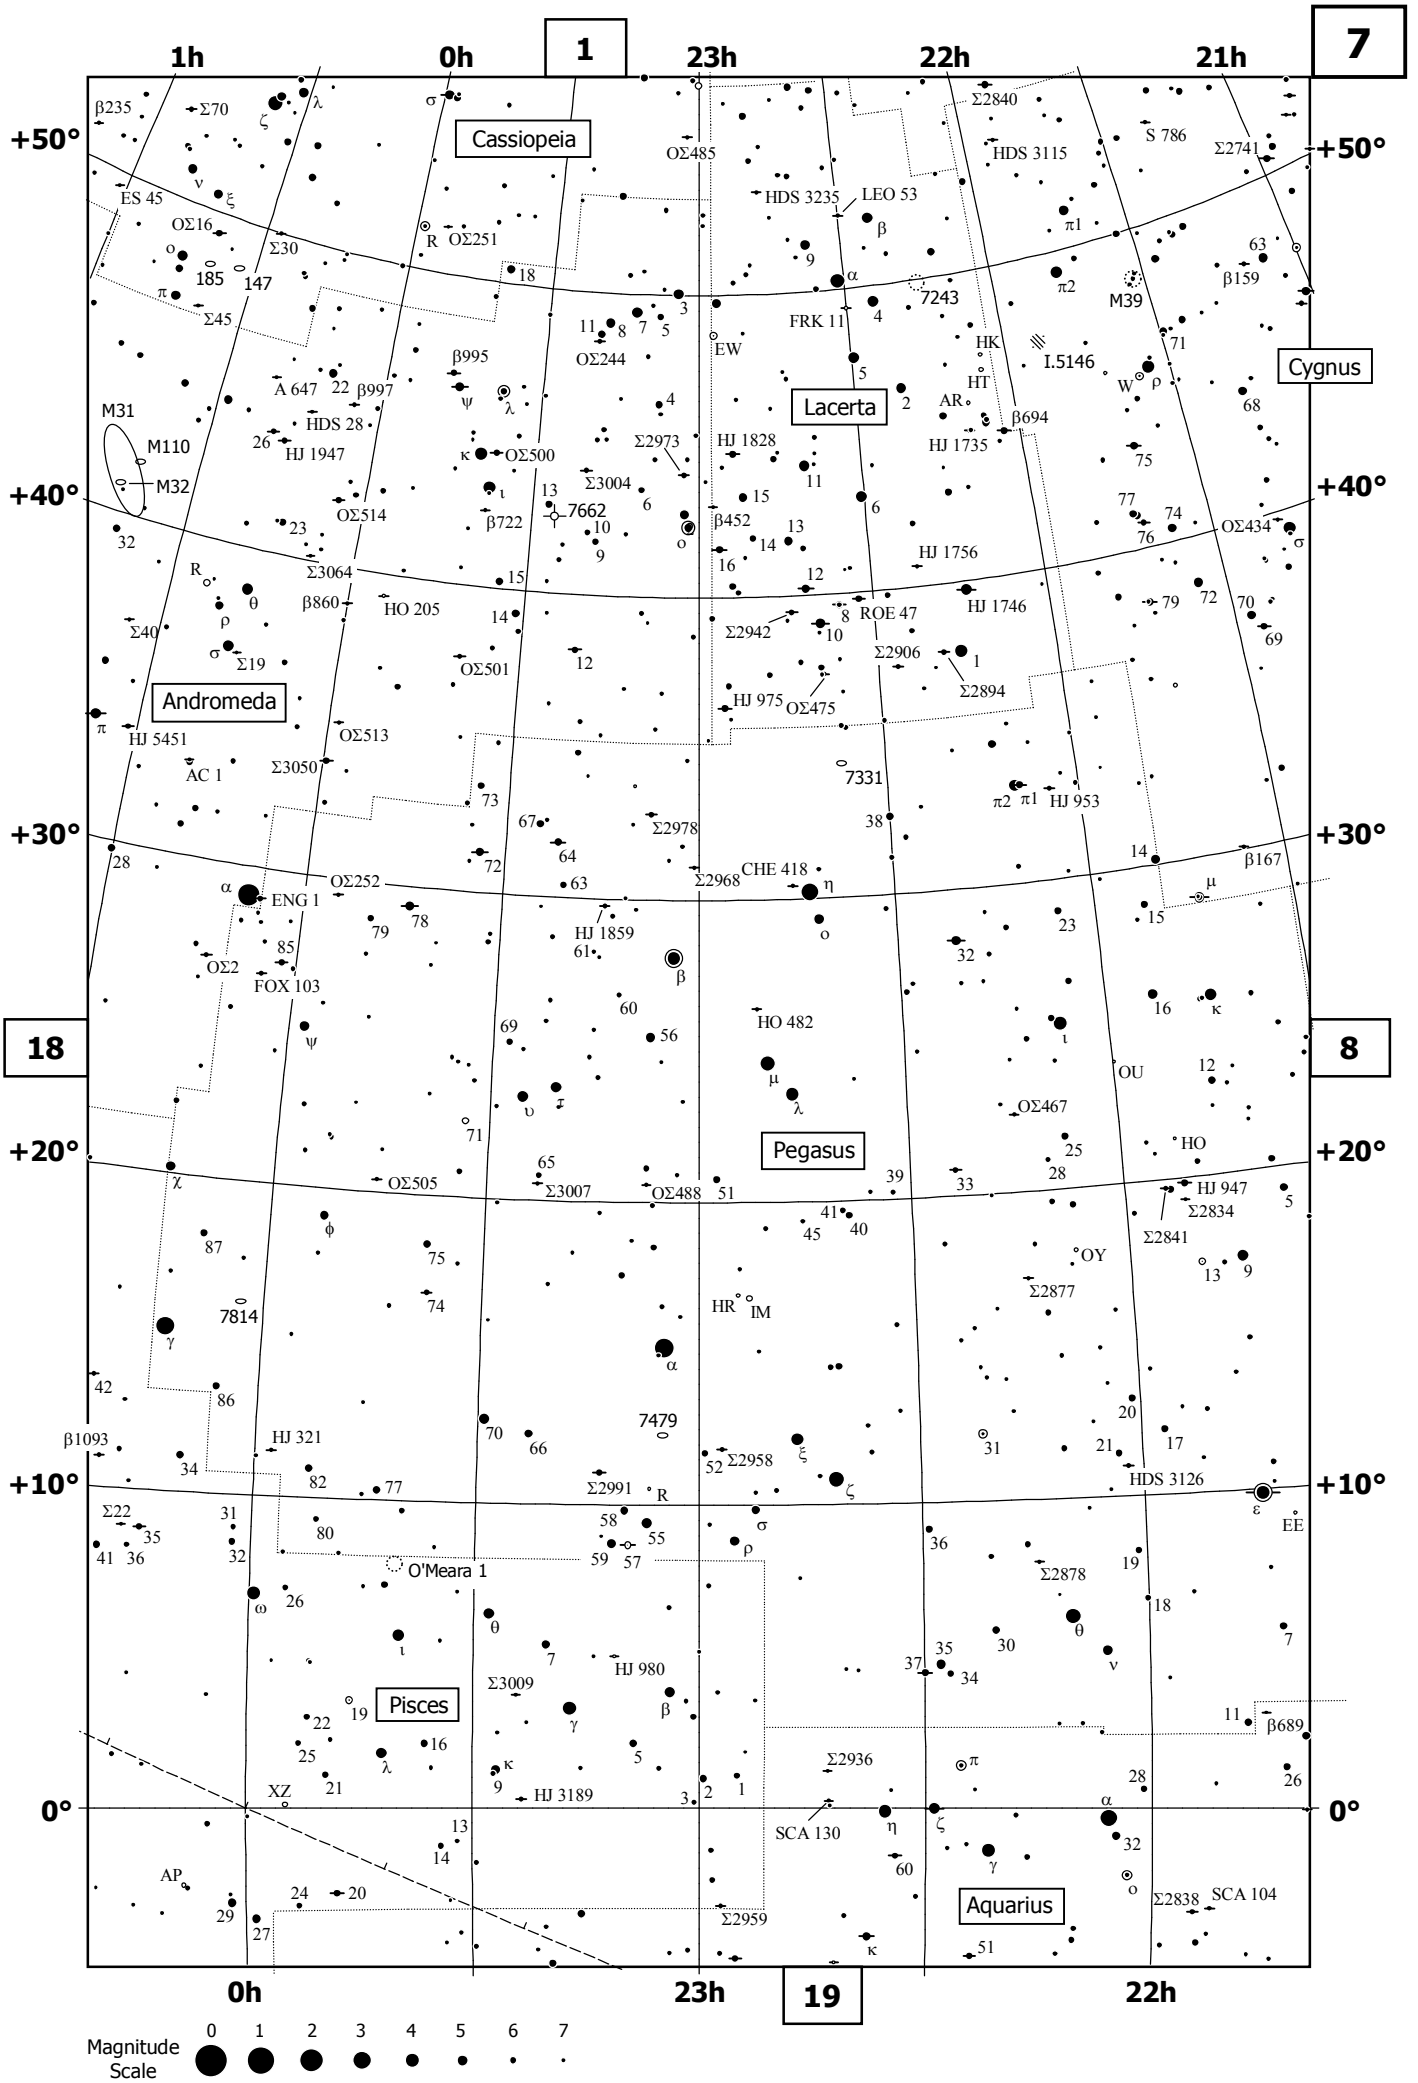 1
7
1h
0h
23h
22h
21h
β235
Σ70
λ
ζ
σ
Cassiopeia
Σ2840
+50°
ΟΣ485
HDS 3115
S 786
Σ2741
+50°
ES 45
ν
ξ
HDS 3235
LEO 53
β
π1
ΟΣ16
ο
Σ30
R
ΟΣ251
9
63
185
147
18
α
7243
π2
M39
β159
π
Σ45
3
4
11
8
7
5
FRK 11
71
ΟΣ244
EW
HK
I.5146
Cygnus
β995
5
HT
W
ρ
A 647
22
β997
ψ
λ
4
Lacerta
2
AR
68
M31
HDS 28
β694
M110
26
HJ 1947
κ
ΟΣ500
Σ2973
HJ 1828
HJ 1735
75
M32
ι
Σ3004
11
+40°
13
6
15
6
77
74
+40°
ΟΣ514
β722
7662
β452
ΟΣ434
32
23
10
9
ο
14
13
76
σ
16
HJ 1756
Σ3064
R
θ
15
12
72
β860
HO 205
HJ 1746
79
70
ρ
14
Σ2942
8
ROE 47
69
Σ40
10
σ
Σ19
ΟΣ501
12
Σ2906
1
Andromeda
HJ 975
ΟΣ475
Σ2894
π
HJ 5451
ΟΣ513
AC 1
Σ3050
7331
73
π2
π1
HJ 953
67
Σ2978
38
+30°
+30°
28
72
64
14
β167
α
ΟΣ252
63
Σ2968
CHE 418
η
μ
ENG 1
79
78
HJ 1859
ο
23
15
85
61
32
ΟΣ2
FOX 103
β
60
16
κ
18
ψ
69
56
HO 482
ι
8
μ
OU
12
υ
τ
λ
71
ΟΣ467
Pegasus
25
HO
+20°
+20°
χ
65
39
28
ΟΣ505
Σ3007
ΟΣ488
51
33
HJ 947
5
φ
41
40
Σ2834
87
45
Σ2841
75
OY
9
13
74
Σ2877
7814
HR
IM
γ
α
42
86
20
70
7479
β1093
HJ 321
66
ξ
31
17
34
52
Σ2958
21
82
HDS 3126
+10°
+10°
77
Σ2991
R
ζ
Σ22
31
58
σ
ε
EE
35
80
55
36
41
36
32
59
57
ρ
19
O'Meara 1
Σ2878
ω
26
18
θ
θ
7
ι
7
30
35
ν
HJ 980
37
34
Σ3009
19
Pisces
γ
β
22
11
β689
25
16
5
λ
κ
Σ2936
π
21
9
2
1
28
26
XZ
HJ 3189
3
0°
0°
α
SCA 130
η
ζ
13
32
14
γ
AP
60
ο
24
20
Aquarius
Σ2838
SCA 104
29
27
Σ2959
κ
51
0h
23h
19
22h
0
1
2
3
4
5
6
7
Magnitude
Scale